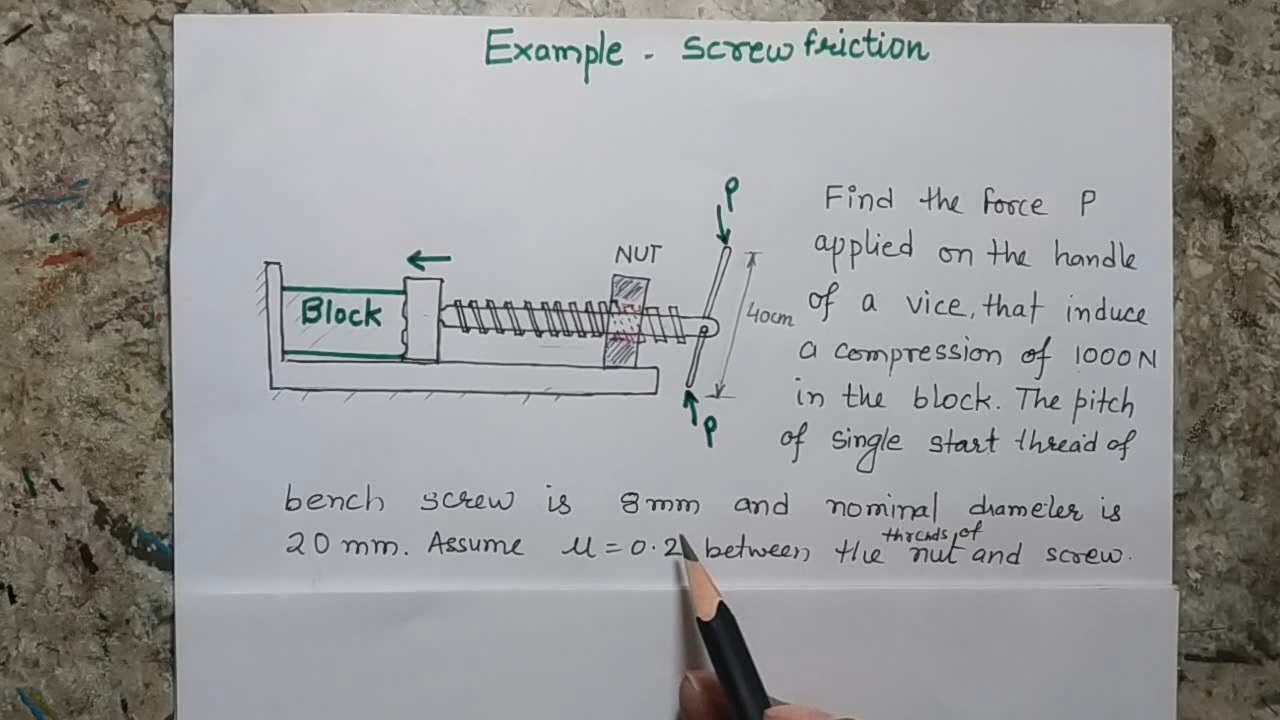 Example - Screw friction
P
NUT
Block
40cm
P
Find the force P
applied on the handle
of a vice, that induce
a compression of 1000N
in the block. The pitch
of single start thread of
bench screw is 8mm and nominal diameter is
threads of
20 mm. Assume μ = 0.2 between the nut and screw.